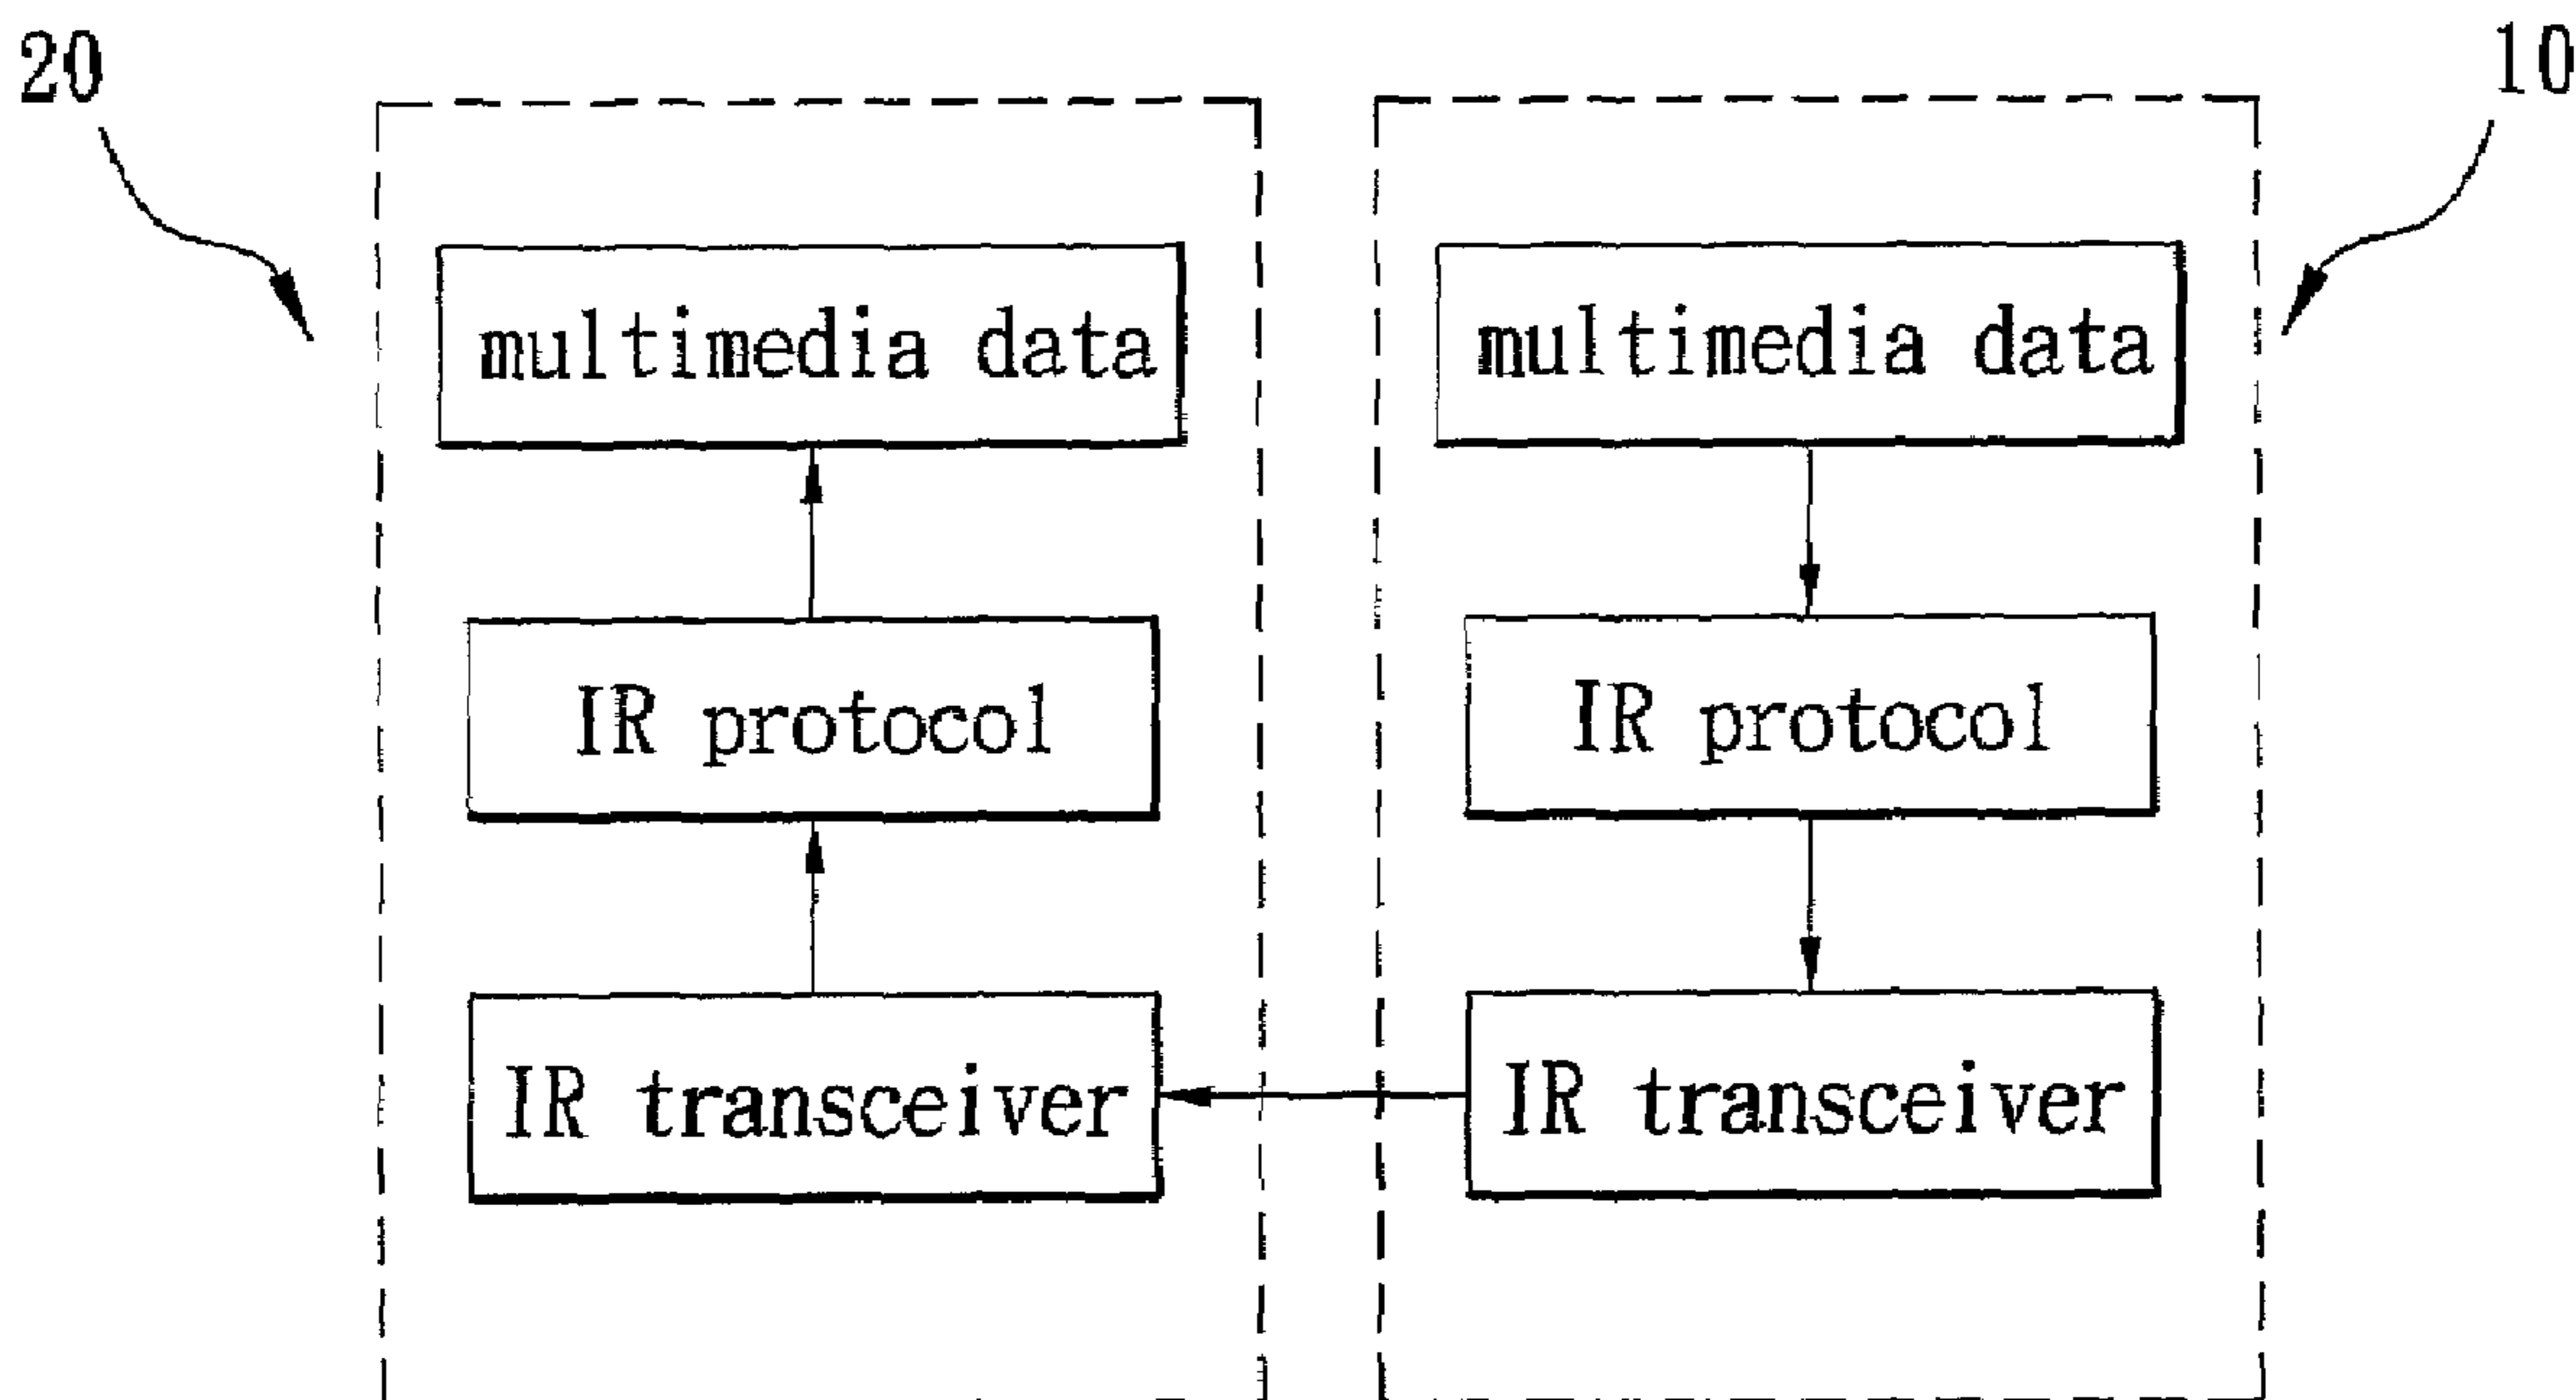 20
10
multimedia data
multimedia data
IR protocol
IR protocol
IR transceiver
IR transceiver